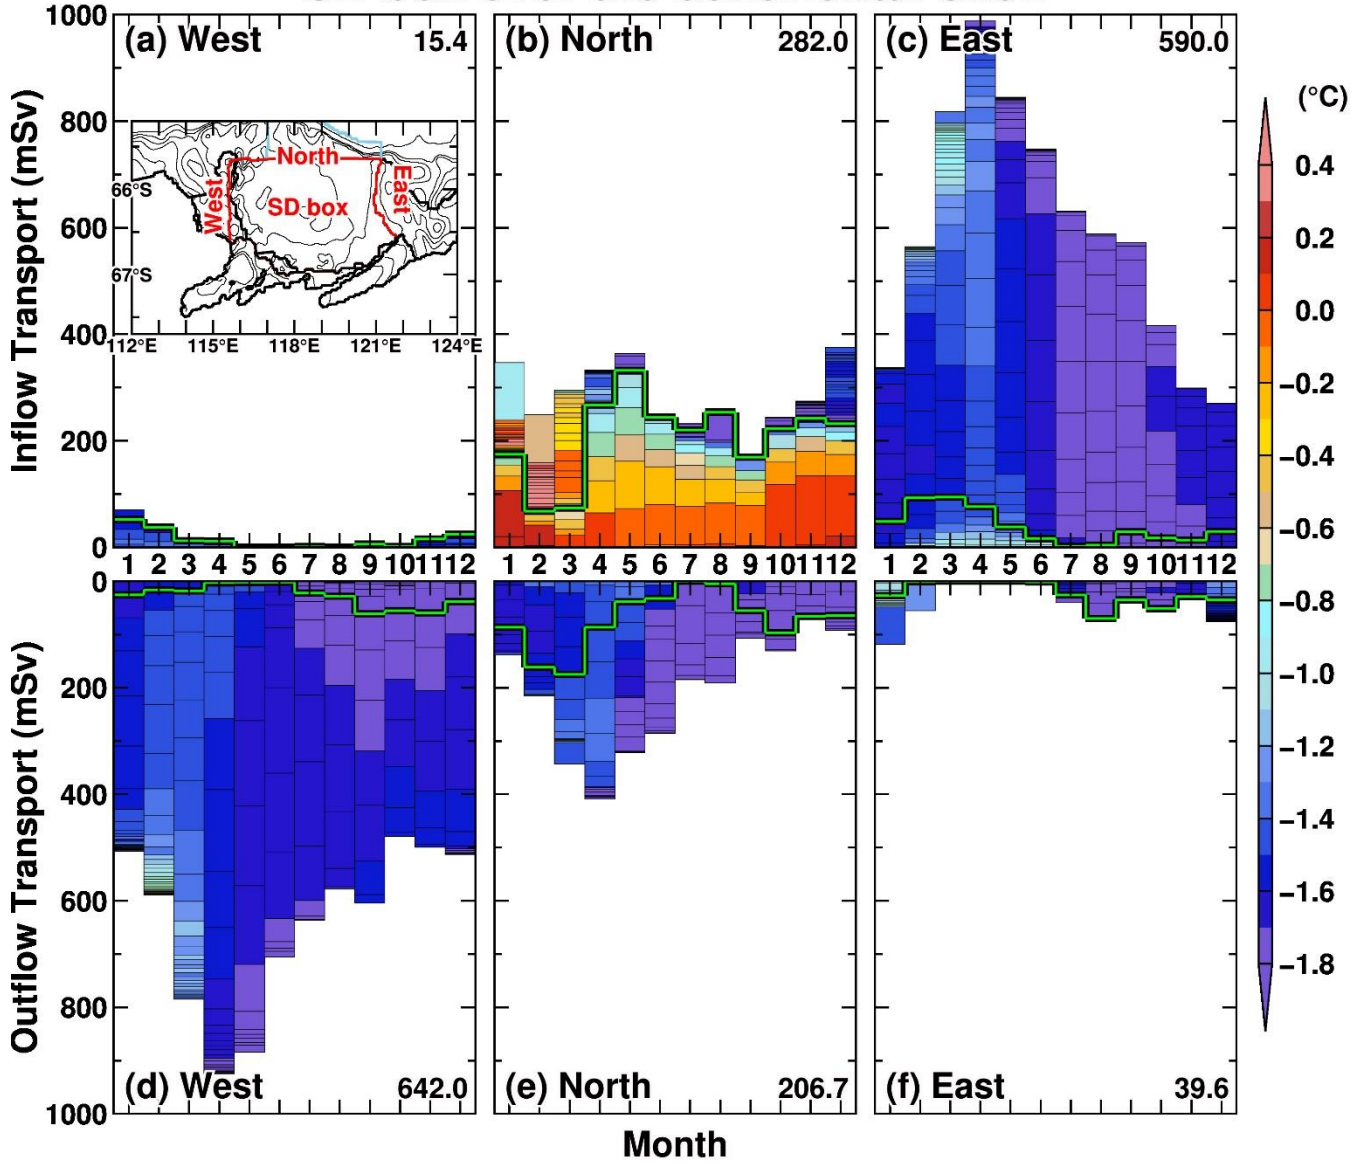 (a) West 15.4
(b) North 282.0
(c) East 590.0
Inflow Transport (mSv)
1000
800
600
400
200
0
North
West
East
SD box
66°S
67°S
112°E 115°E 118°E 121°E 124°E
(°C)
0.4
0.2
0.0
−0.2
−0.4
−0.6
−0.8
−1.0
−1.2
−1.4
−1.6
−1.8
1 2 3 4 5 6 7 8 9 10 11 12
1 2 3 4 5 6 7 8 9 10 11 12
1 2 3 4 5 6 7 8 9 10 11 12
Outflow Transport (mSv)
0
200
400
600
800
1000
(d) West 642.0
(e) North 206.7
(f) East 39.6
Month